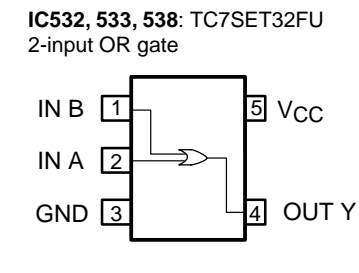 IC532, 533, 538: TC7SET32FU
2-input OR gate
IN B 1 5 VCC
IN A 2
GND 3 4 OUT Y